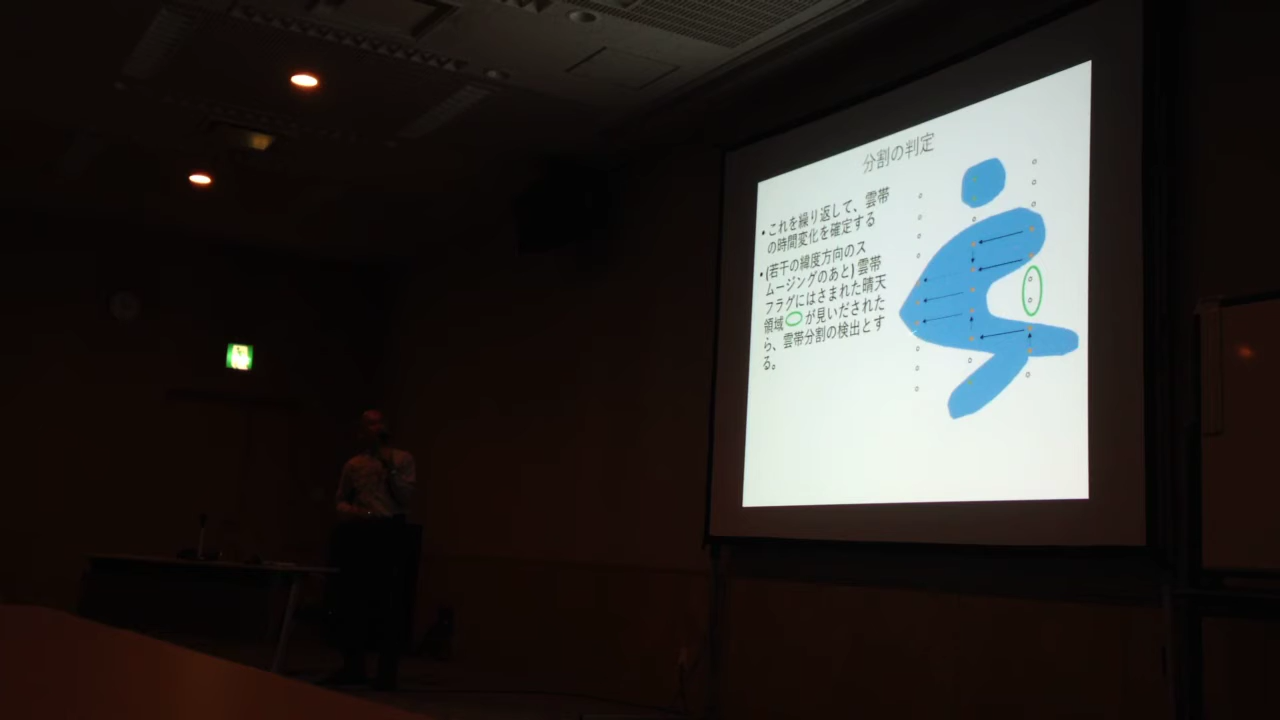 分割の判定
• これを繰り返して、雲帯
の時間変化を確定する
• (若干の緯度方向のス
ムージングのあと) 雲帯
フラグにはさまれた晴天
領域 が見いだされた
ら、雲帯分割の検出とす
る。